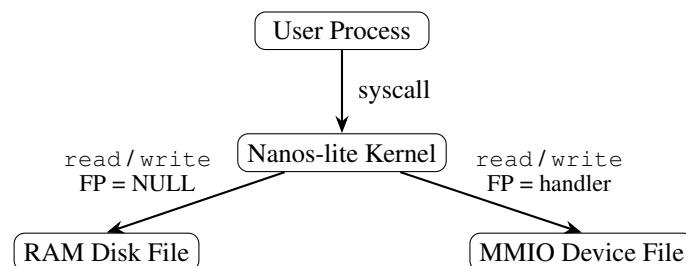 User Process
syscall
Nanos-lite Kernel
read / write
FP = NULL
read / write
FP = handler
RAM Disk File
MMIO Device File